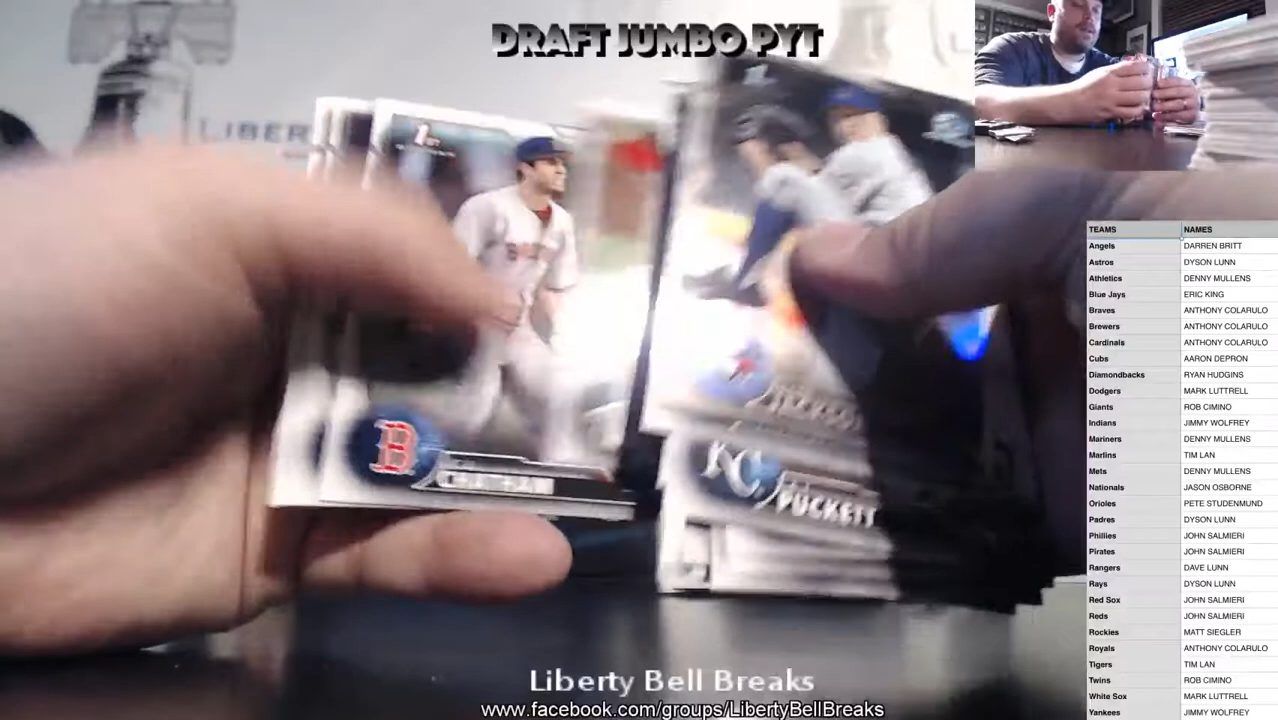 DRAFT JUMBO PYT
LIBER
1ST
B
CHATHAM
KC
PUCKETT
TEAMS NAMES
Angels DARREN BRITT
Astros DYSON LUNN
Athletics DENNY MULLENS
Blue Jays ERIC KING
Braves ANTHONY COLARULO
Brewers ANTHONY COLARULO
Cardinals ANTHONY COLARULO
Cubs AARON DEPRON
Diamondbacks RYAN HUDGINS
Dodgers MARK LUTTRELL
Giants ROB CIMINO
Indians JIMMY WOLFREY
Mariners DENNY MULLENS
Marlins TIM LAN
Mets DENNY MULLENS
Nationals JASON OSBORNE
Orioles PETE STUDENMUND
Padres DYSON LUNN
Phillies JOHN SALMIERI
Pirates JOHN SALMIERI
Rangers DAVE LUNN
Rays DYSON LUNN
Red Sox JOHN SALMIERI
Reds JOHN SALMIERI
Rockies MATT SIEGLER
Royals ANTHONY COLARULO
Tigers TIM LAN
Twins ROB CIMINO
White Sox MARK LUTTRELL
Yankees JIMMY WOLFREY
Liberty Bell Breaks
www.facebook.com/groups/LibertyBellBreaks